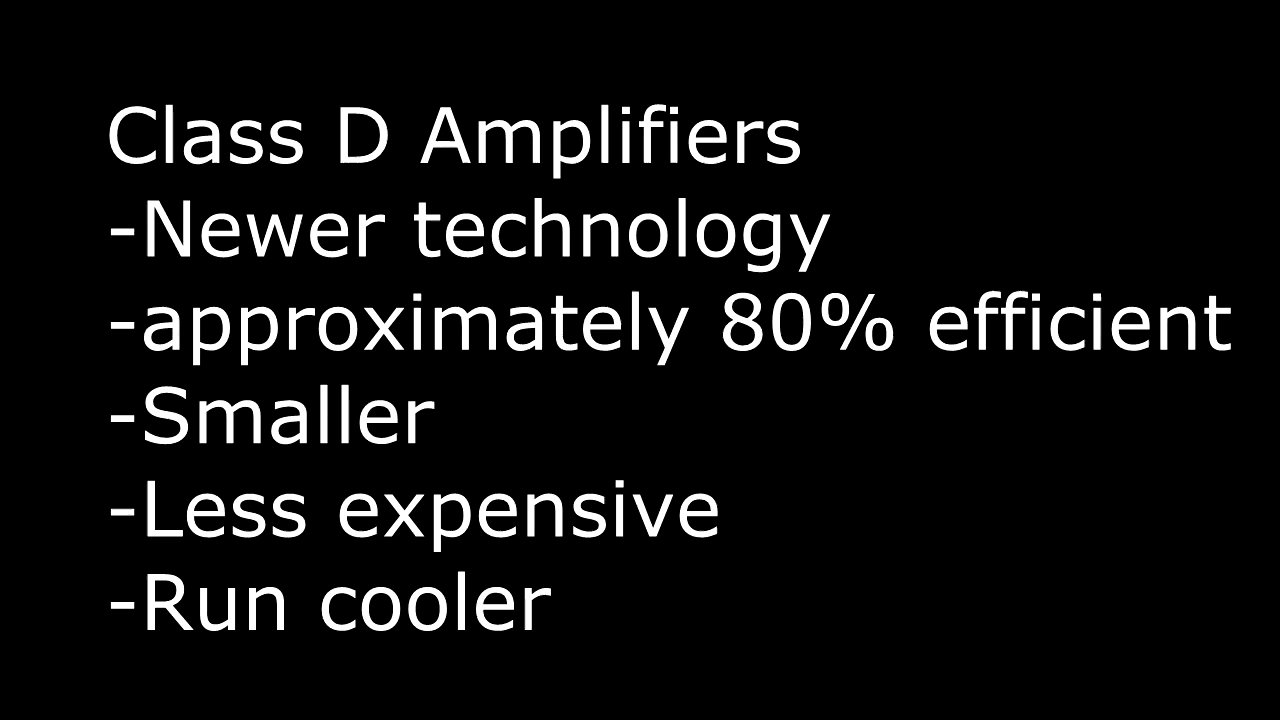 Class D Amplifiers
-Newer technology
-approximately 80% efficient
-Smaller
-Less expensive
-Run cooler